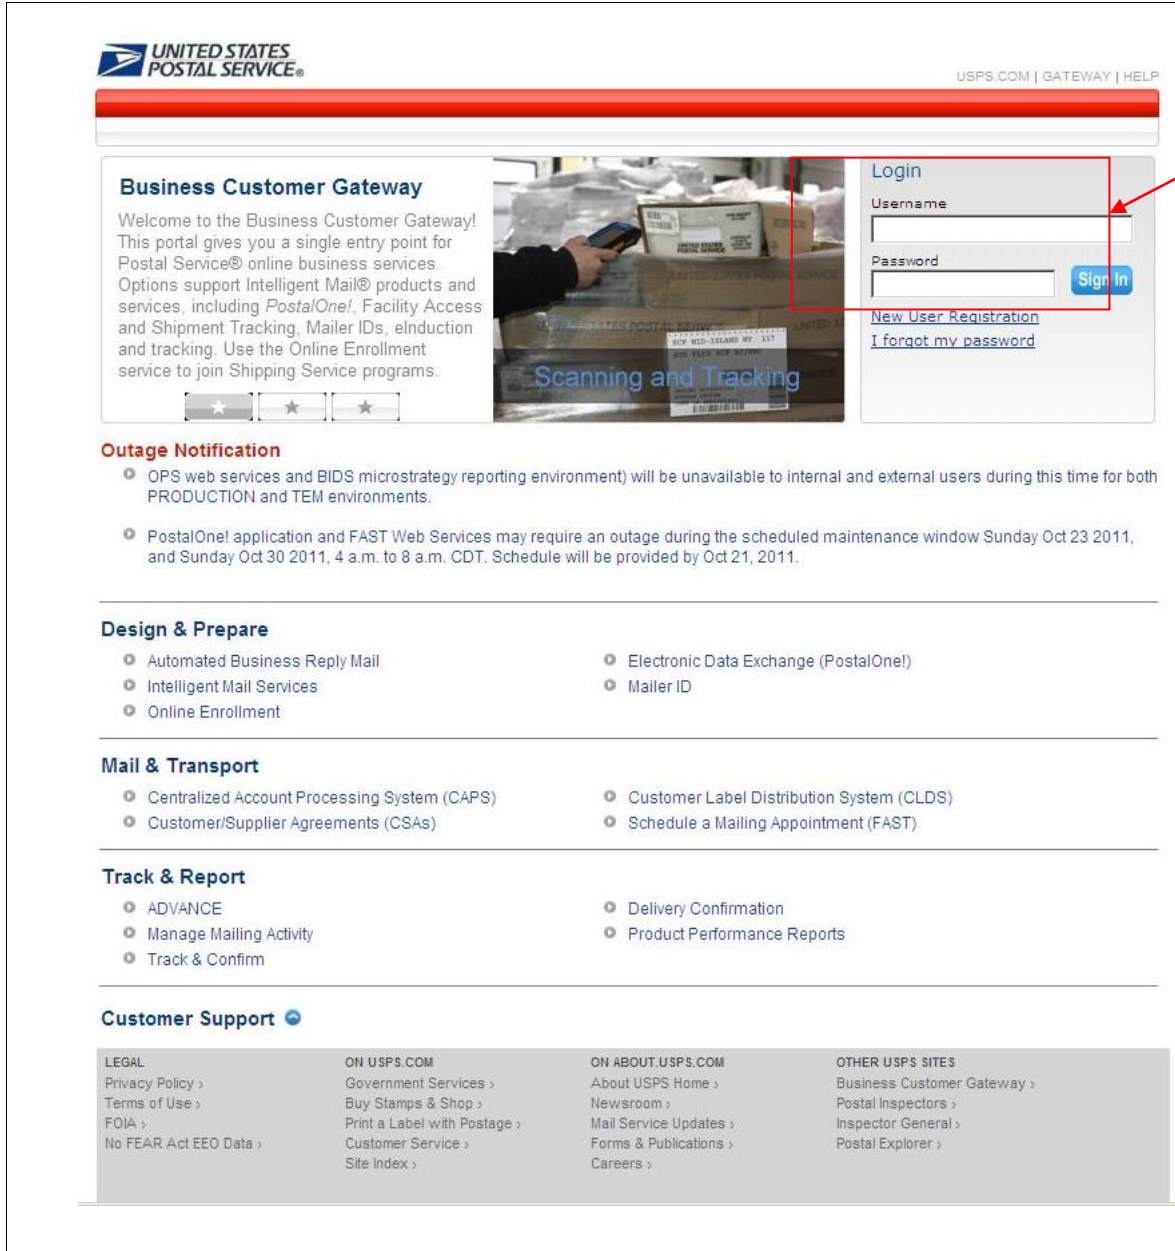 UNITED STATES
POSTAL SERVICE®
USPS.COM | GATEWAY | HELP
Business Customer Gateway
Welcome to the Business Customer Gateway!
This portal gives you a single entry point for
Postal Service® online business services.
Options support Intelligent Mail® products and
services, including PostalOne!, Facility Access
and Shipment Tracking, Mailer IDs, eInduction
and tracking. Use the Online Enrollment
service to join Shipping Service programs.
UNITED STATES POSTAL SERVICE
SCF MID-ISLAND NY 117
Scanning and Tracking
Login
Username
Password
Sign In
New User Registration
I forgot my password
Outage Notification
OPS web services and BIDS microstrategy reporting environment) will be unavailable to internal and external users during this time for both
PRODUCTION and TEM environments.
PostalOne! application and FAST Web Services may require an outage during the scheduled maintenance window Sunday Oct 23 2011,
and Sunday Oct 30 2011, 4 a.m. to 8 a.m. CDT. Schedule will be provided by Oct 21, 2011.
Design & Prepare
Automated Business Reply Mail
Intelligent Mail Services
Online Enrollment
Electronic Data Exchange (PostalOne!)
Mailer ID
Mail & Transport
Centralized Account Processing System (CAPS)
Customer/Supplier Agreements (CSAs)
Customer Label Distribution System (CLDS)
Schedule a Mailing Appointment (FAST)
Track & Report
ADVANCE
Manage Mailing Activity
Track & Confirm
Delivery Confirmation
Product Performance Reports
Customer Support
LEGAL
Privacy Policy ›
Terms of Use ›
FOIA ›
No FEAR Act EEO Data ›
ON USPS.COM
Government Services ›
Buy Stamps & Shop ›
Print a Label with Postage ›
Customer Service ›
Site Index ›
ON ABOUT.USPS.COM
About USPS Home ›
Newsroom ›
Mail Service Updates ›
Forms & Publications ›
Careers ›
OTHER USPS SITES
Business Customer Gateway ›
Postal Inspectors ›
Inspector General ›
Postal Explorer ›